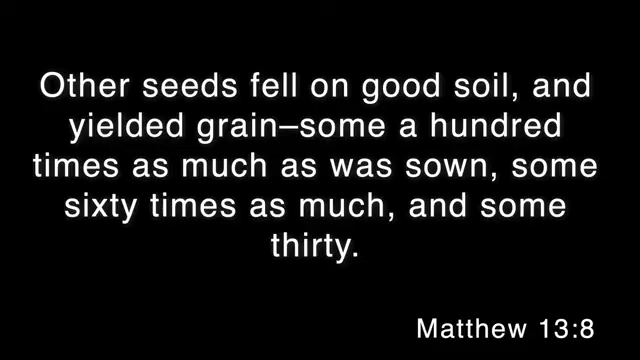 Other seeds fell on good soil, and
yielded grain–some a hundred
times as much as was sown, some
sixty times as much, and some
thirty.
Matthew 13:8